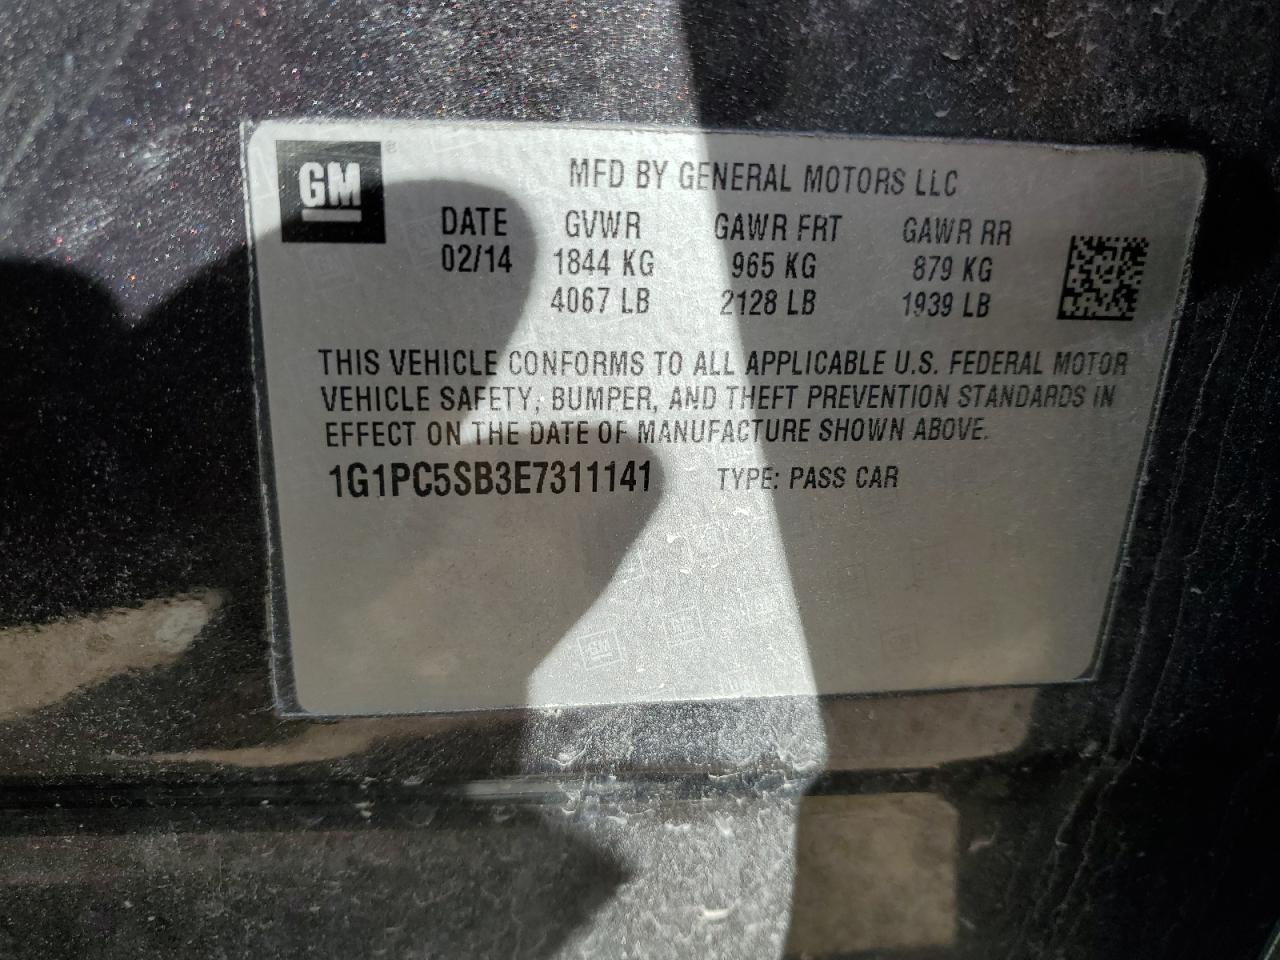 GM
MFD BY GENERAL MOTORS LLC
DATE GVWR GAWR FRT GAWR RR
02/14 1844 KG 965 KG 879 KG
4067 LB 2128 LB 1939 LB
THIS VEHICLE CONFORMS TO ALL APPLICABLE U.S. FEDERAL MOTOR
VEHICLE SAFETY, BUMPER, AND THEFT PREVENTION STANDARDS IN
EFFECT ON THE DATE OF MANUFACTURE SHOWN ABOVE.
1G1PC5SB3E7311141 TYPE: PASS CAR